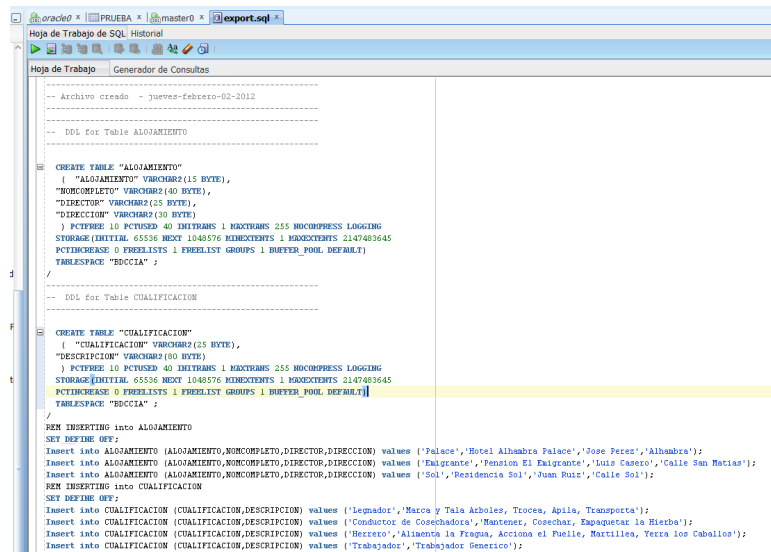 oracle0 x PRUEBA x master0 x export.sql x
Hoja de Trabajo de SQL Historial
Hoja de Trabajo Generador de Consultas
--------------------------------------------------------
-- Archivo creado  - jueves-febrero-02-2012
--------------------------------------------------------
--------------------------------------------------------
--  DDL for Table ALOJAMIENTO
--------------------------------------------------------
CREATE TABLE "ALOJAMIENTO"
( "ALOJAMIENTO" VARCHAR2(15 BYTE),
"NOMCOMPLETO" VARCHAR2(40 BYTE),
"DIRECTOR" VARCHAR2(25 BYTE),
"DIRECCION" VARCHAR2(30 BYTE)
) PCTFREE 10 PCTUSED 40 INITRANS 1 MAXTRANS 255 NOCOMPRESS LOGGING
STORAGE(INITIAL 65536 NEXT 1048576 MINEXTENTS 1 MAXEXTENTS 2147483645
PCTINCREASE 0 FREELISTS 1 FREELIST GROUPS 1 BUFFER_POOL DEFAULT)
TABLESPACE "BDCCIA" ;
/
--------------------------------------------------------
--  DDL for Table CUALIFICACION
--------------------------------------------------------
CREATE TABLE "CUALIFICACION"
( "CUALIFICACION" VARCHAR2(25 BYTE),
"DESCRIPCION" VARCHAR2(80 BYTE)
) PCTFREE 10 PCTUSED 40 INITRANS 1 MAXTRANS 255 NOCOMPRESS LOGGING
STORAGE(INITIAL 65536 NEXT 1048576 MINEXTENTS 1 MAXEXTENTS 2147483645
PCTINCREASE 0 FREELISTS 1 FREELIST GROUPS 1 BUFFER_POOL DEFAULT)
TABLESPACE "BDCCIA" ;
/
REM INSERTING into ALOJAMIENTO
SET DEFINE OFF;
Insert into ALOJAMIENTO (ALOJAMIENTO,NOMCOMPLETO,DIRECTOR,DIRECCION) values ('Palace','Hotel Alhambra Palace','Jose Perez','Alhambra');
Insert into ALOJAMIENTO (ALOJAMIENTO,NOMCOMPLETO,DIRECTOR,DIRECCION) values ('Emigrante','Pension El Emigrante','Luis Casero','Calle San Matias');
Insert into ALOJAMIENTO (ALOJAMIENTO,NOMCOMPLETO,DIRECTOR,DIRECCION) values ('Sol','Residencia Sol','Juan Ruiz','Calle Sol');
REM INSERTING into CUALIFICACION
SET DEFINE OFF;
Insert into CUALIFICACION (CUALIFICACION,DESCRIPCION) values ('Legnador','Marca y Tala Arboles, Trocea, Apila, Transporta');
Insert into CUALIFICACION (CUALIFICACION,DESCRIPCION) values ('Conductor de Cosechadora','Mantener, Cosechar, Empaquetar la Hierba');
Insert into CUALIFICACION (CUALIFICACION,DESCRIPCION) values ('Herrero','Alimenta la Fragua, Acciona el Fuelle, Martillea, Yerra los Caballos');
Insert into CUALIFICACION (CUALIFICACION,DESCRIPCION) values ('Trabajador','Trabajador Generico');